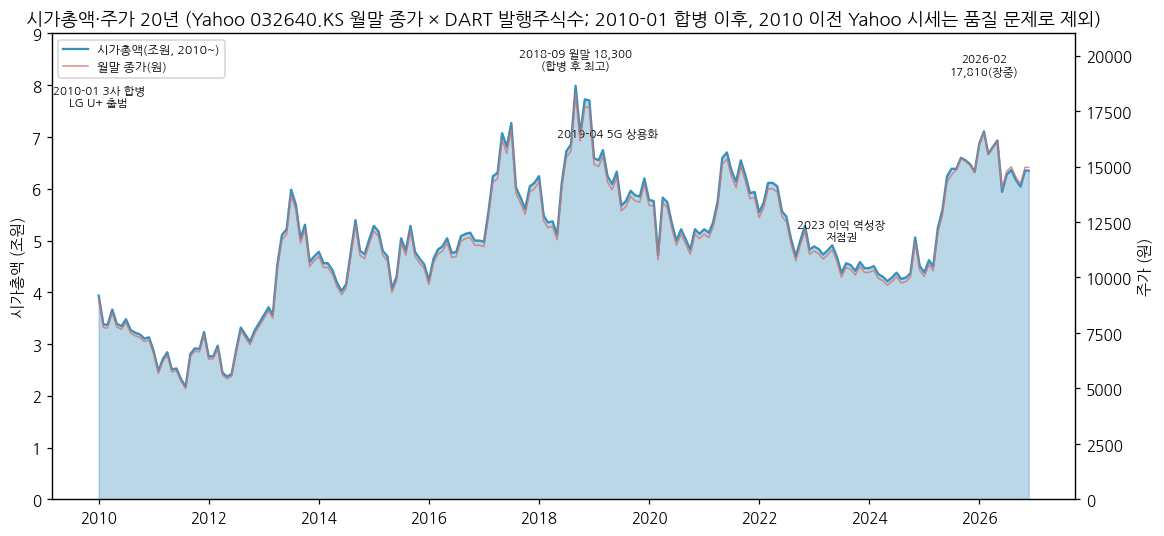 시가총액·주가 20년 (Yahoo 032640.KS 월말 종가 × DART 발행주식수; 2010-01 합병 이후, 2010 이전 Yahoo 시세는 품질 문제로 제외)
시가총액(조원, 2010~)
월말 종가(원)
2010-01 3사 합병
LG U+ 출범
2018-09 월말 18,300
(합병 후 최고)
2019-04 5G 상용화
2023 이익 역성장
저점권
2026-02
17,810(장중)
시가총액 (조원)
9
8
7
6
5
4
3
2
1
0
주가 (원)
20000
17500
15000
12500
10000
7500
5000
2500
0
2010
2012
2014
2016
2018
2020
2022
2024
2026